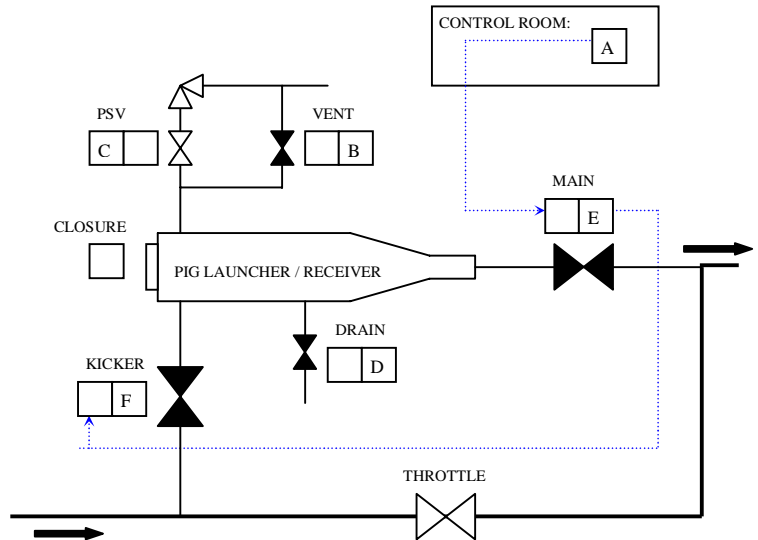 CONTROL ROOM:
A
PSV
VENT
C
B
MAIN
E
CLOSURE
PIG LAUNCHER / RECEIVER
DRAIN
D
KICKER
F
THROTTLE